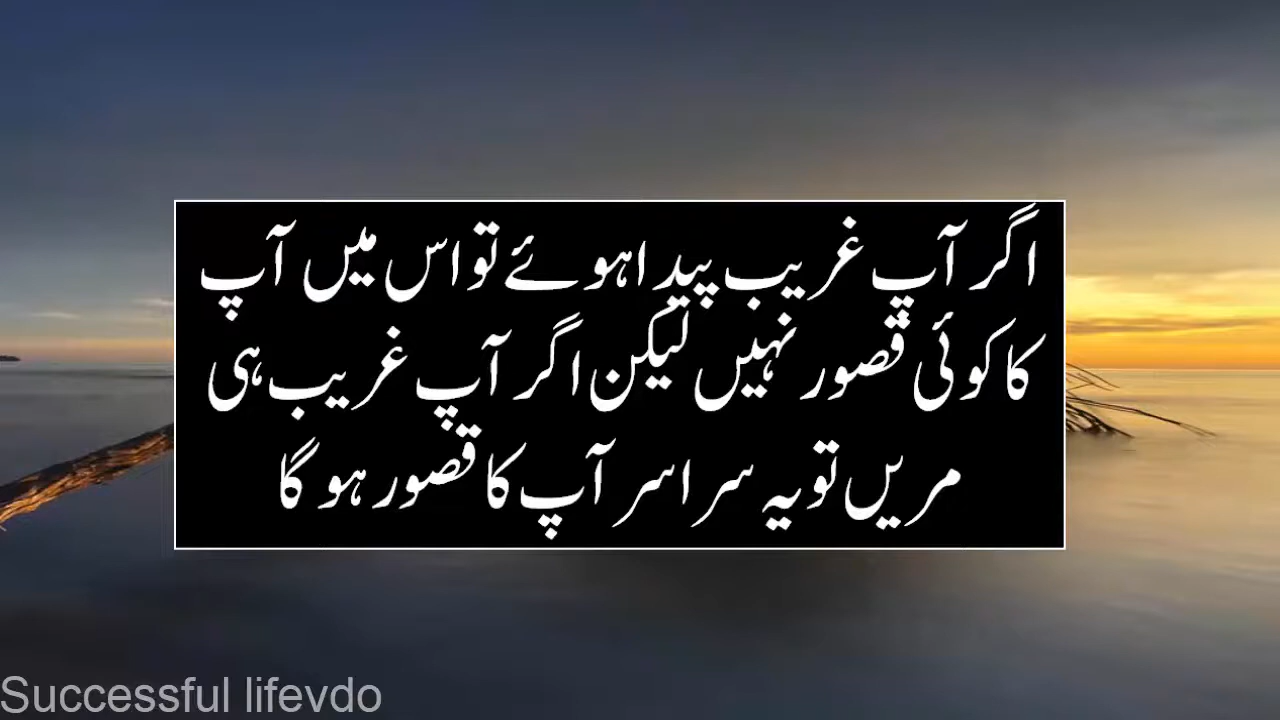 اگر آپ غریب پیدا ہوئے تو اس میں آپ
کا کوئی قصور نہیں لیکن اگر آپ غریب ہی
مریں تو یہ سراسر آپ کا قصور ہو گا
Successful lifevdo